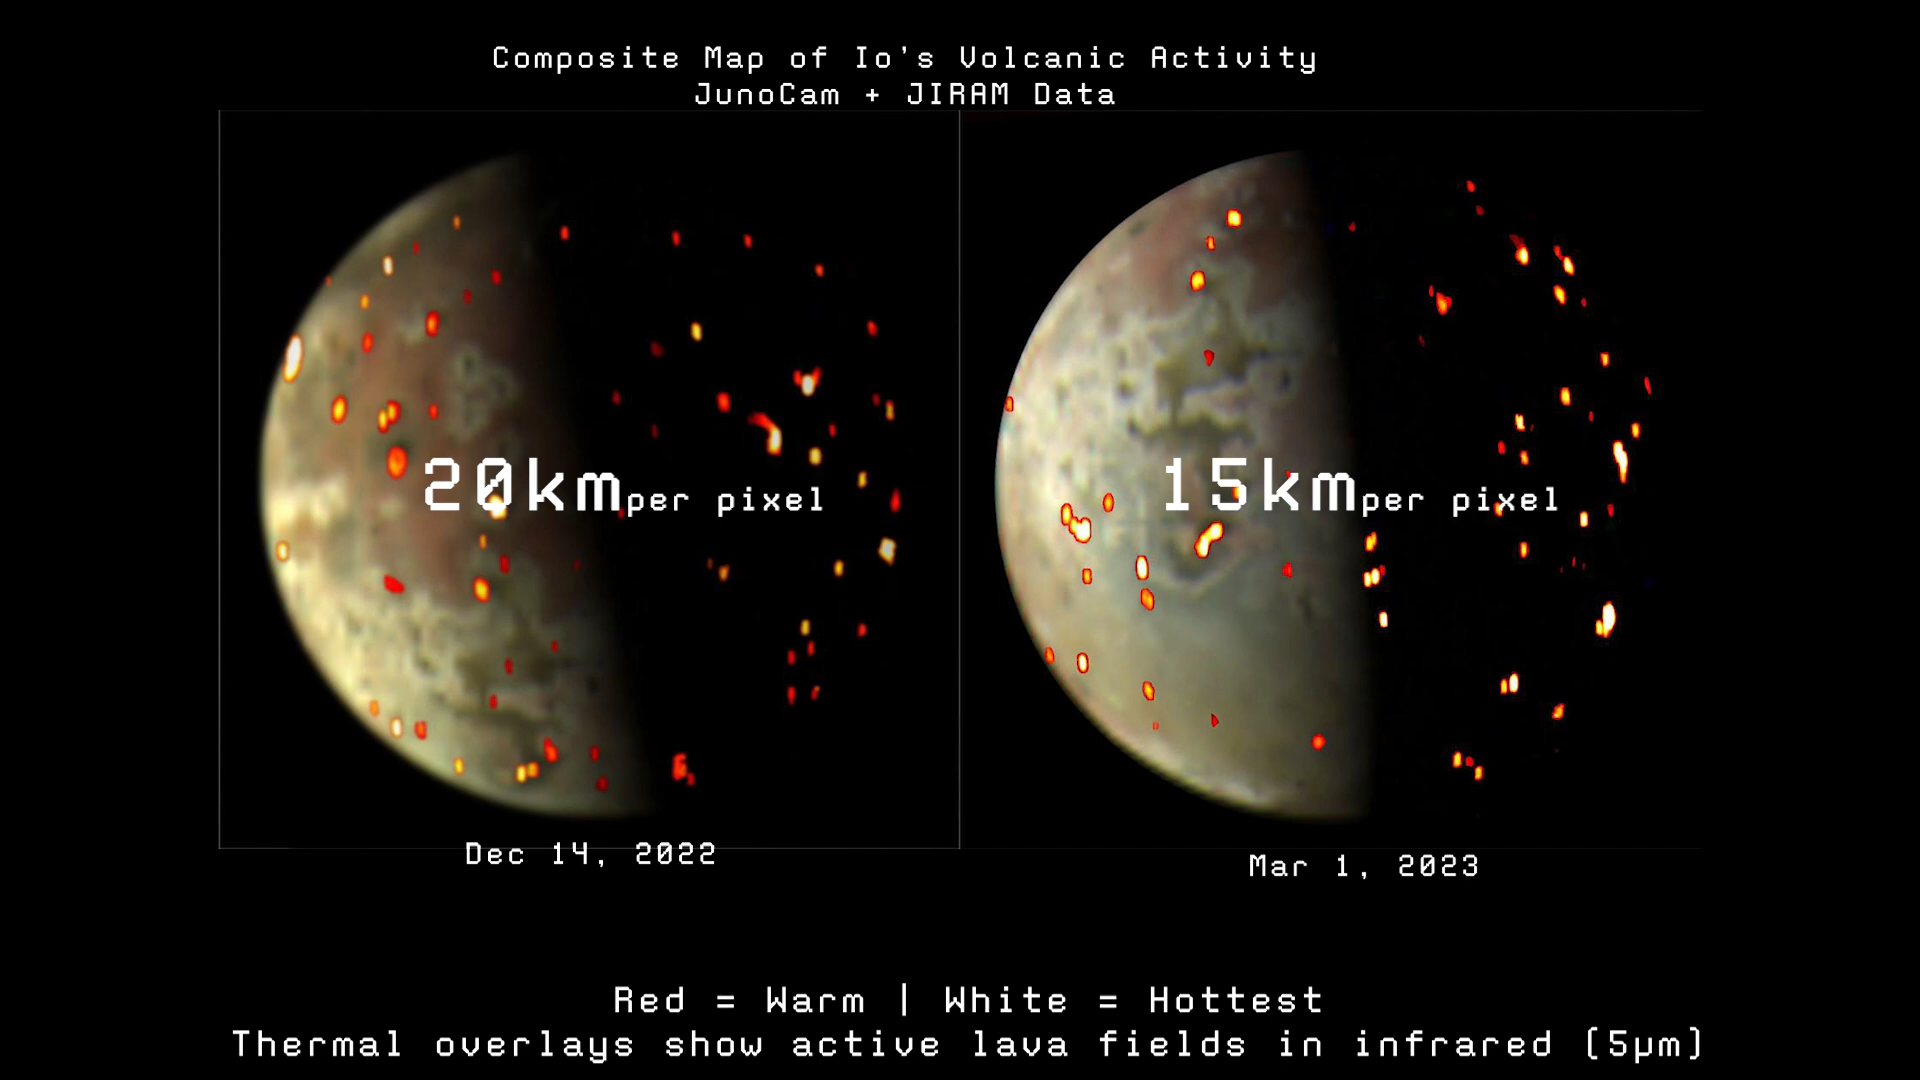 Composite Map of Io's Volcanic Activity
JunoCam + JIRAM Data
20km per pixel
15km per pixel
Dec 14, 2022
Mar 1, 2023
Red = Warm | White = Hottest
Thermal overlays show active lava fields in infrared (5µm)